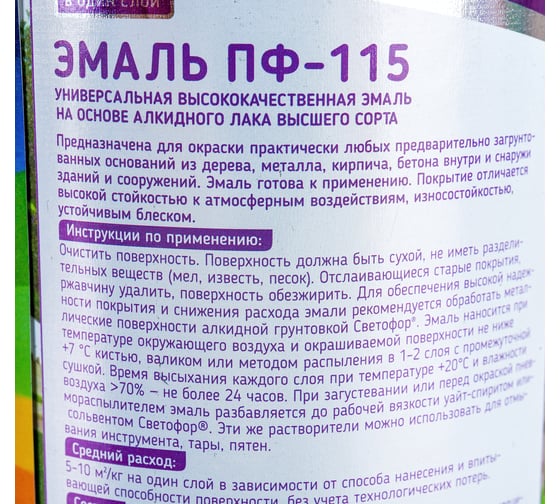 В ОДИН СЛОЙ
ЭМАЛЬ ПФ-115
УНИВЕРСАЛЬНАЯ ВЫСОКОКАЧЕСТВЕННАЯ ЭМАЛЬ
НА ОСНОВЕ АЛКИДНОГО ЛАКА ВЫСШЕГО СОРТА
Предназначена для окраски практически любых предварительно загрунто-
ванных оснований из дерева, металла, кирпича, бетона внутри и снаружи
зданий и сооружений. Эмаль готова к применению. Покрытие отличается
высокой стойкостью к атмосферным воздействиям, износостойкостью,
устойчивым блеском.
Инструкции по применению:
Очистить поверхность. Поверхность должна быть сухой, не иметь раздели-
тельных веществ (мел, известь, песок). Отслаивающиеся старые покрытия,
ржавчину удалить, поверхность обезжирить. Для обеспечения высокой надеж-
ности покрытия и снижения расхода эмали рекомендуется обработать метал-
лические поверхности алкидной грунтовкой Светофор®. Эмаль наносится при
температуре окружающего воздуха и окрашиваемой поверхности не ниже
+7 °С кистью, валиком или методом распыления в 1-2 слоя с промежуточной
сушкой. Время высыхания каждого слоя при температуре +20°С и влажности
воздуха >70% – не более 24 часов. При загустевании или перед окраской пнев-
мораспылителем эмаль разбавляется до рабочей вязкости уайт-спиритом или
сольвентом Светофор®. Эти же растворители можно использовать для отмы-
вания инструмента, тары, пятен.
Средний расход:
5-10 м²/кг на один слой в зависимости от способа нанесения и впиты-
вающей способности поверхности, без учета технологических потерь.